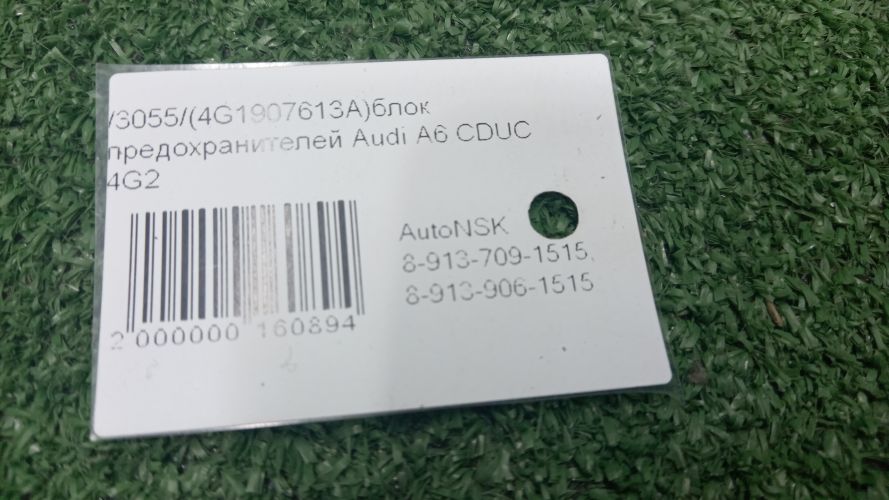 /3055/(4G1907613A)блок
предохранителей Audi A6 CDUC
4G2
AutoNSK
8-913-709-1515,
8-913-906-1515
2 000000 160894